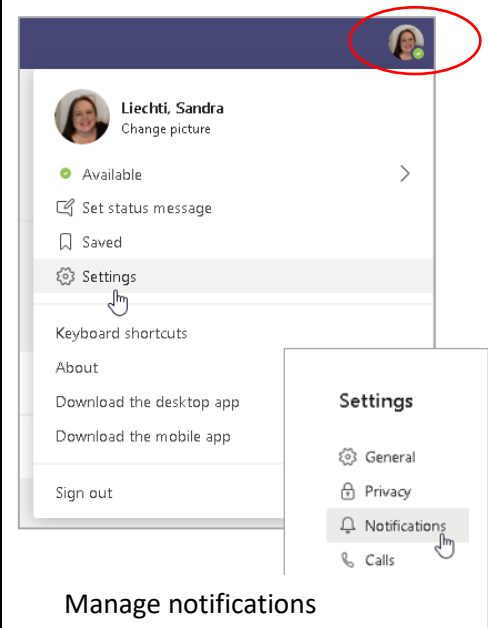 Liechti, Sandra
Change picture
Available
Set status message
Saved
Settings
Keyboard shortcuts
About
Download the desktop app
Download the mobile app
Sign out
Settings
General
Privacy
Notifications
Calls
Manage notifications